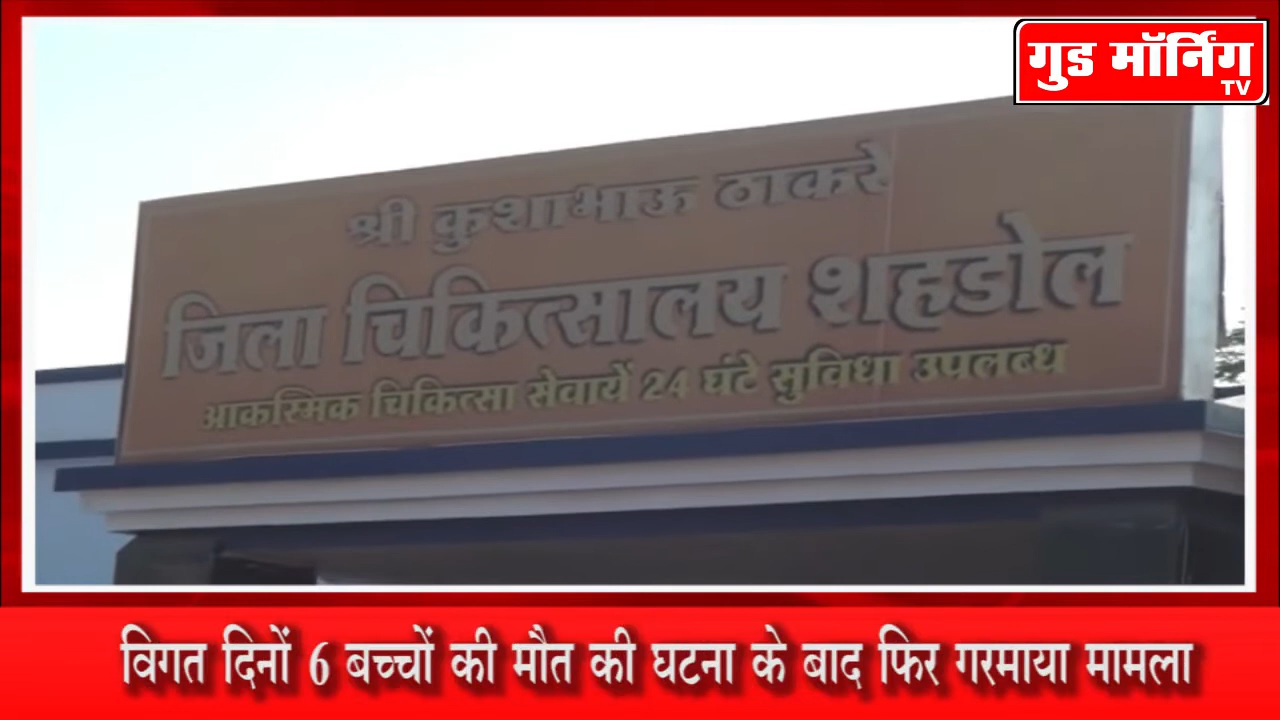 गुड मॉर्निंग
TV
श्री कुशाभाऊ ठाकरे
जिला चिकित्सालय शहडोल
आकस्मिक चिकित्सा सेवायें 24 घंटे सुविधा उपलब्ध
विगत दिनों 6 बच्चों की मौत की घटना के बाद फिर गरमाया मामला